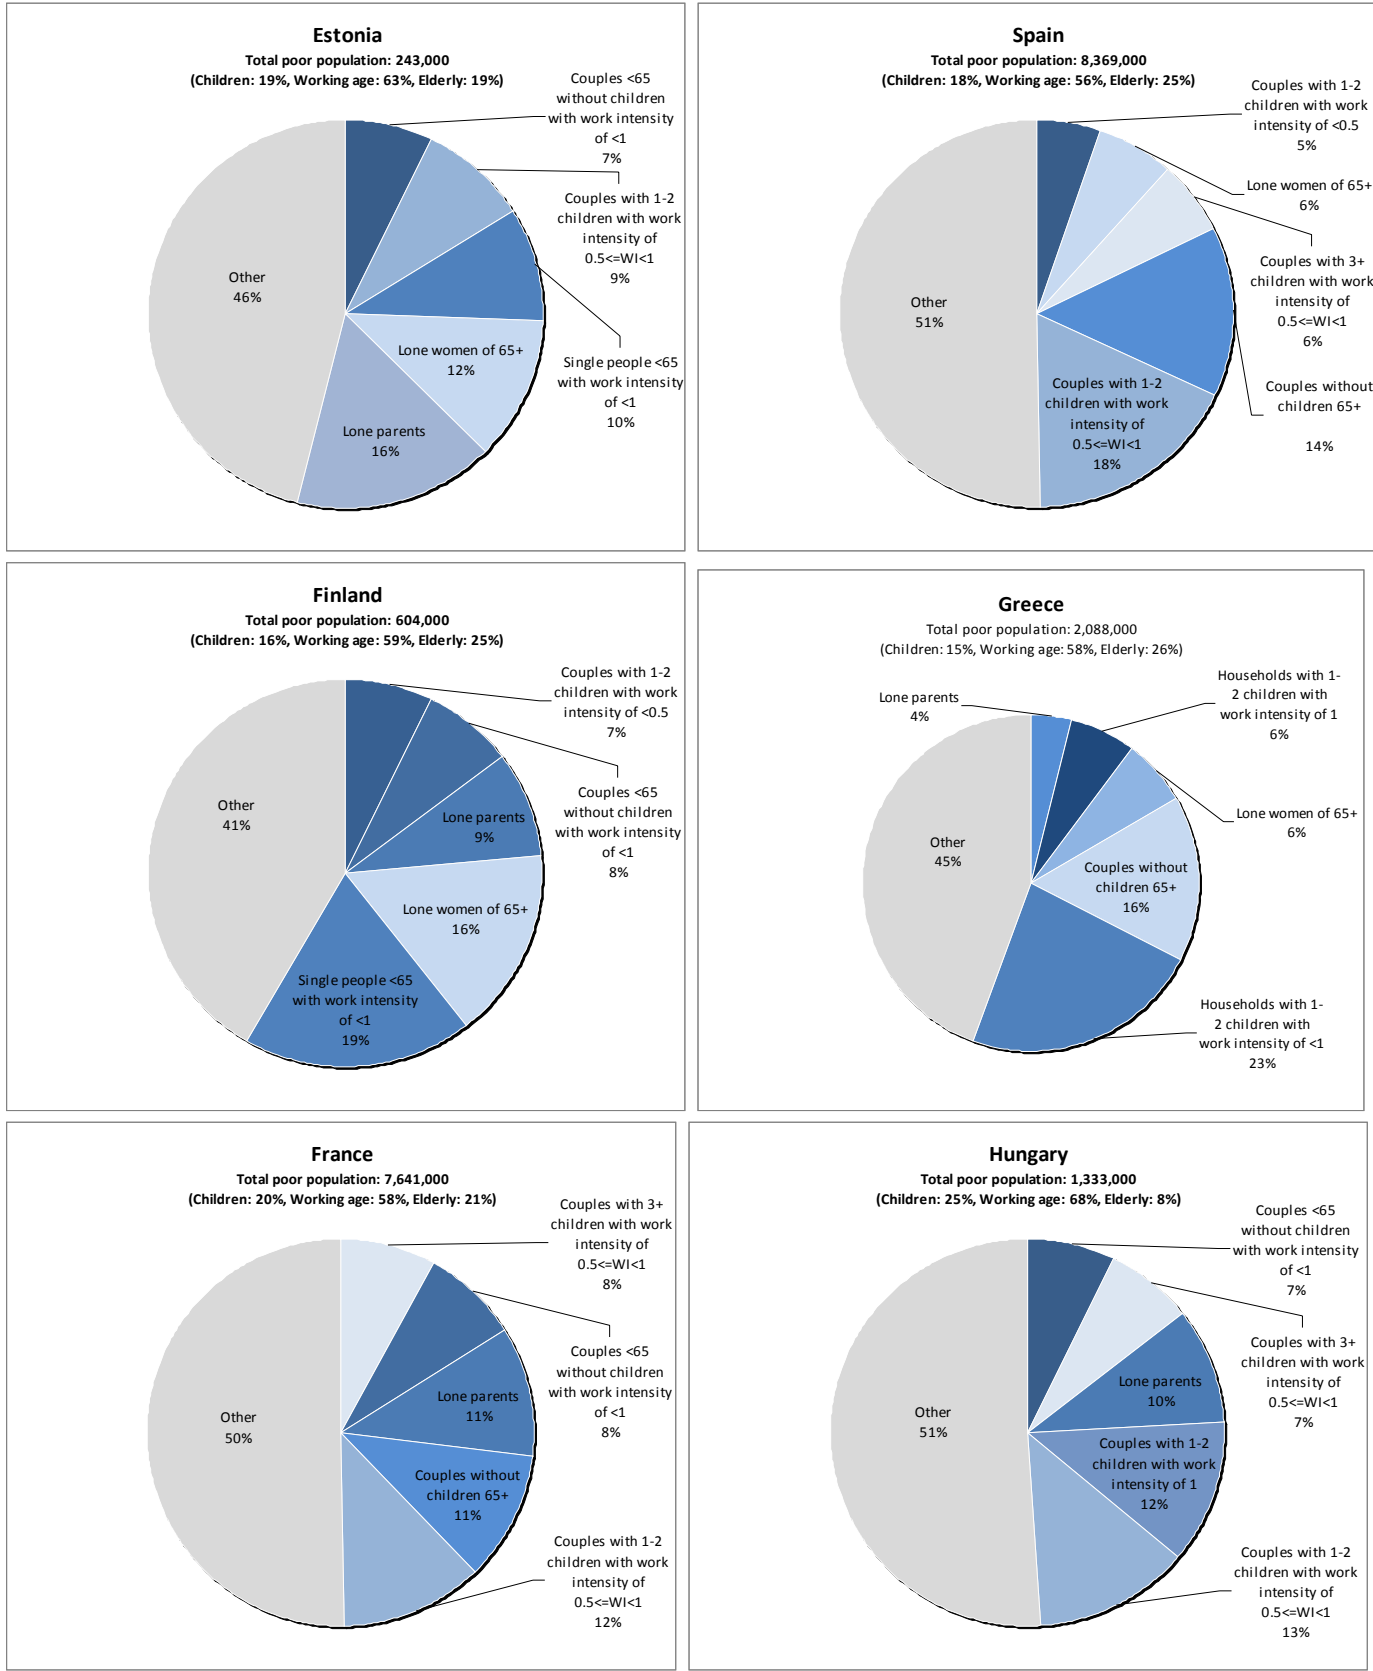 Estonia
Total poor population: 243,000
(Children: 19%, Working age: 63%, Elderly: 19%)
Couples <65
without children
with work intensity
of <1
7%
Couples with 1-2
children with work
intensity of
0.5<=WI<1
9%
Single people <65
with work intensity
of <1
10%
Lone women of 65+
12%
Lone parents
16%
Other
46%
Spain
Total poor population: 8,369,000
(Children: 18%, Working age: 56%, Elderly: 25%)
Couples with 1-2
children with work
intensity of <0.5
5%
Lone women of 65+
6%
Couples with 3+
children with work
intensity of
0.5<=WI<1
6%
Couples without
children 65+
14%
Couples with 1-2
children with work
intensity of
0.5<=WI<1
18%
Other
51%
Finland
Total poor population: 604,000
(Children: 16%, Working age: 59%, Elderly: 25%)
Couples with 1-2
children with work
intensity of <0.5
7%
Couples <65
without children
with work intensity
of <1
8%
Lone parents
9%
Lone women of 65+
16%
Single people <65
with work intensity
of <1
19%
Other
41%
Greece
Total poor population: 2,088,000
(Children: 15%, Working age: 58%, Elderly: 26%)
Lone parents
4%
Households with 1-
2 children with
work intensity of 1
6%
Lone women of 65+
6%
Couples without
children 65+
16%
Households with 1-
2 children with
work intensity of <1
23%
Other
45%
France
Total poor population: 7,641,000
(Children: 20%, Working age: 58%, Elderly: 21%)
Couples with 3+
children with work
intensity of
0.5<=WI<1
8%
Couples <65
without children
with work intensity
of <1
8%
Lone parents
11%
Couples without
children 65+
11%
Couples with 1-2
children with work
intensity of
0.5<=WI<1
12%
Other
50%
Hungary
Total poor population: 1,333,000
(Children: 25%, Working age: 68%, Elderly: 8%)
Couples <65
without children
with work intensity
of <1
7%
Couples with 3+
children with work
intensity of
0.5<=WI<1
7%
Lone parents
10%
Couples with 1-2
children with work
intensity of 1
12%
Couples with 1-2
children with work
intensity of
0.5<=WI<1
13%
Other
51%